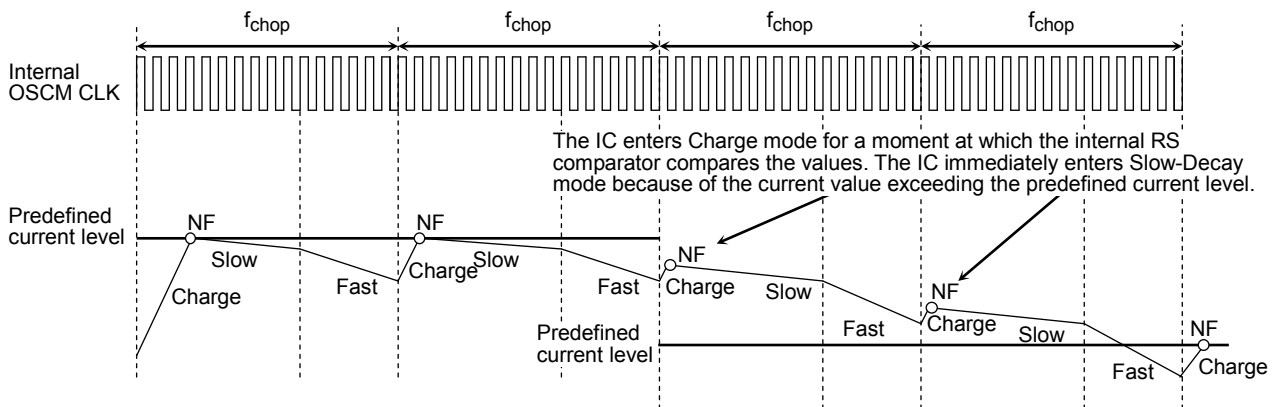 fchop fchop fchop fchop
Internal
OSCM CLK
The IC enters Charge mode for a moment at which the internal RS
comparator compares the values. The IC immediately enters Slow-Decay
mode because of the current value exceeding the predefined current level.
Predefined
current level
NF
Slow
Charge
Fast
NF
Charge
Slow
Fast
NF
Charge
Slow
Fast
Predefined
current level
NF
Charge
Slow
Fast
NF
Charge